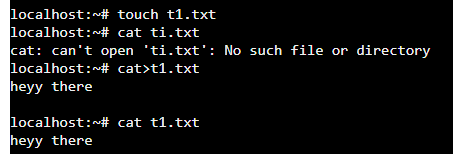 localhost:~# touch t1.txt
localhost:~# cat ti.txt
cat: can't open 'ti.txt': No such file or directory
localhost:~# cat>t1.txt
heyy there
localhost:~# cat t1.txt
heyy there